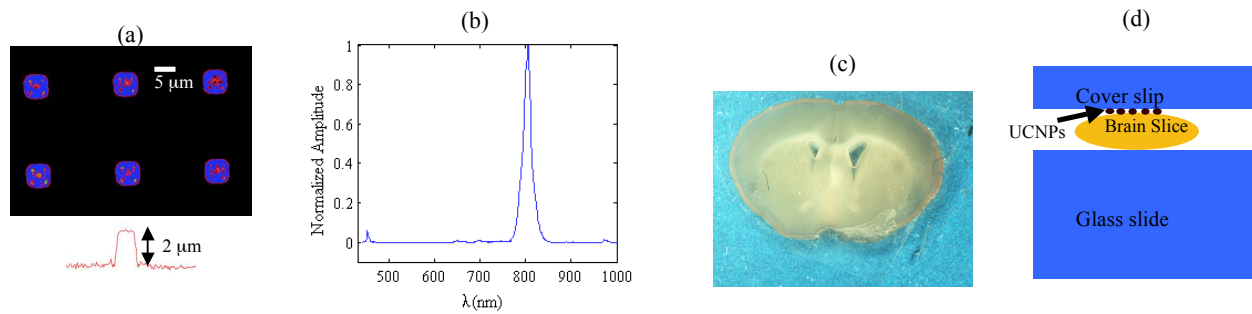 (a)
5 μm
2 μm
(b)
Normalized Amplitude
1
0.8
0.6
0.4
0.2
0
500
600
700
800
900
1000
λ(nm)
(c)
(d)
Cover slip
UCNPs
Brain Slice
Glass slide